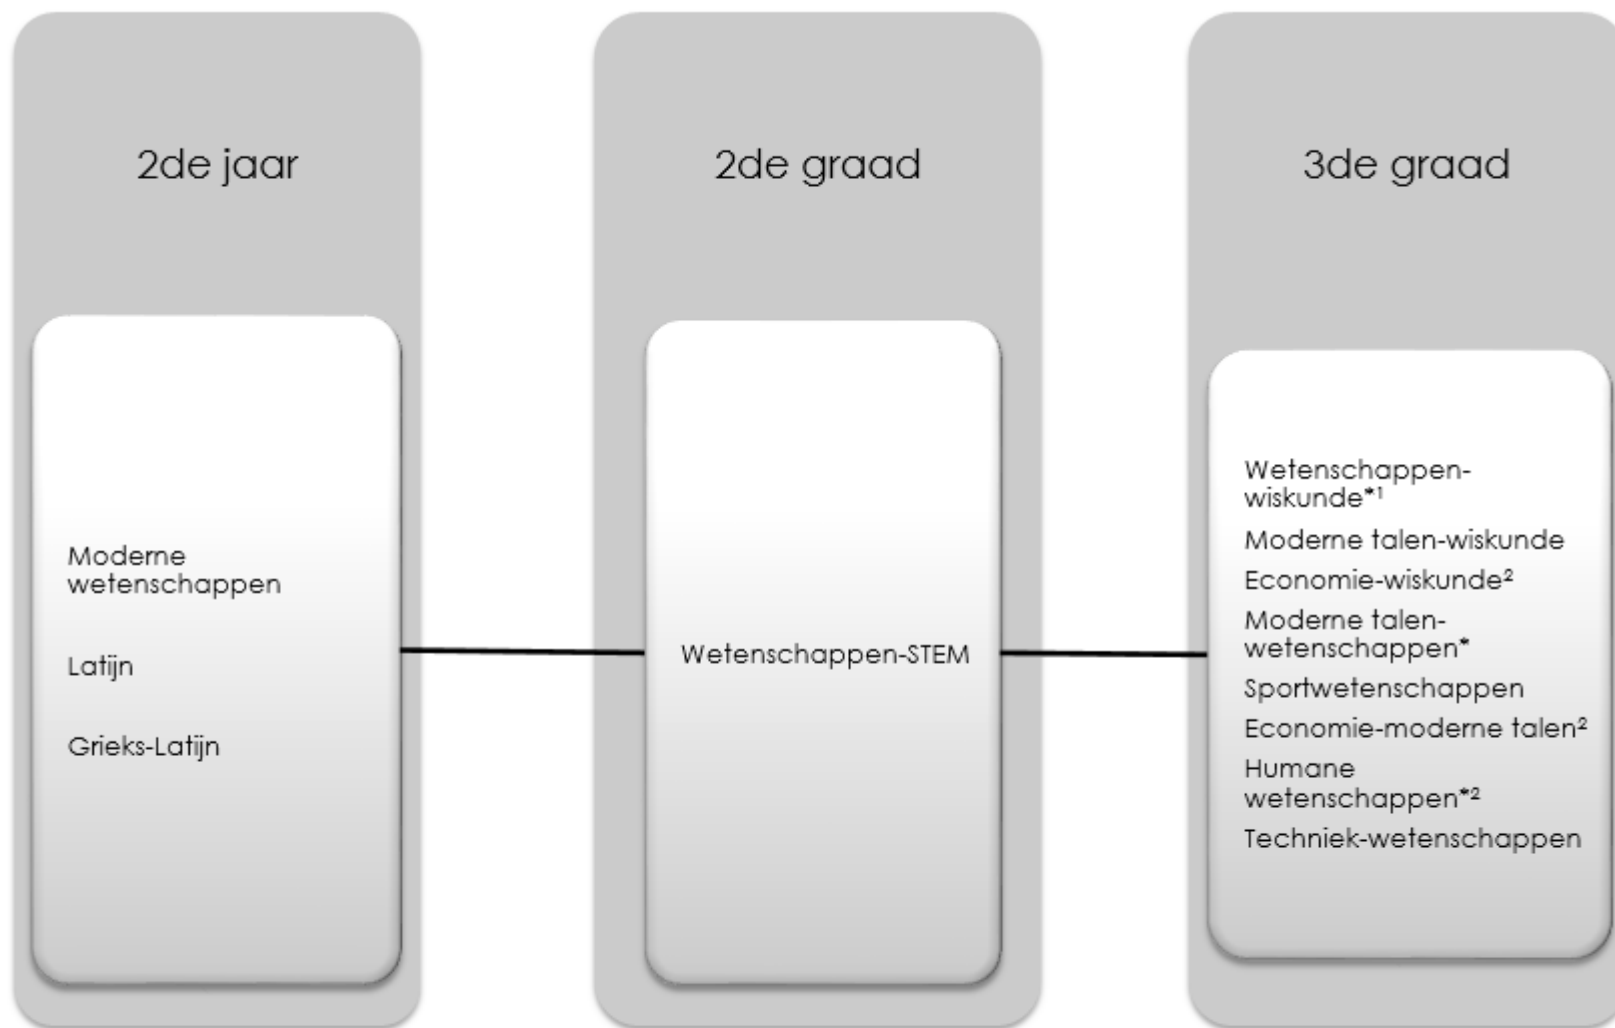 2de jaar
Moderne
wetenschappen
Latijn
Grieks-Latijn
2de graad
Wetenschappen-STEM
3de graad
Wetenschappen-
wiskunde*¹
Moderne talen-wiskunde
Economie-wiskunde²
Moderne talen-
wetenschappen*
Sportwetenschappen
Economie-moderne talen²
Humane
wetenschappen*²
Techniek-wetenschappen